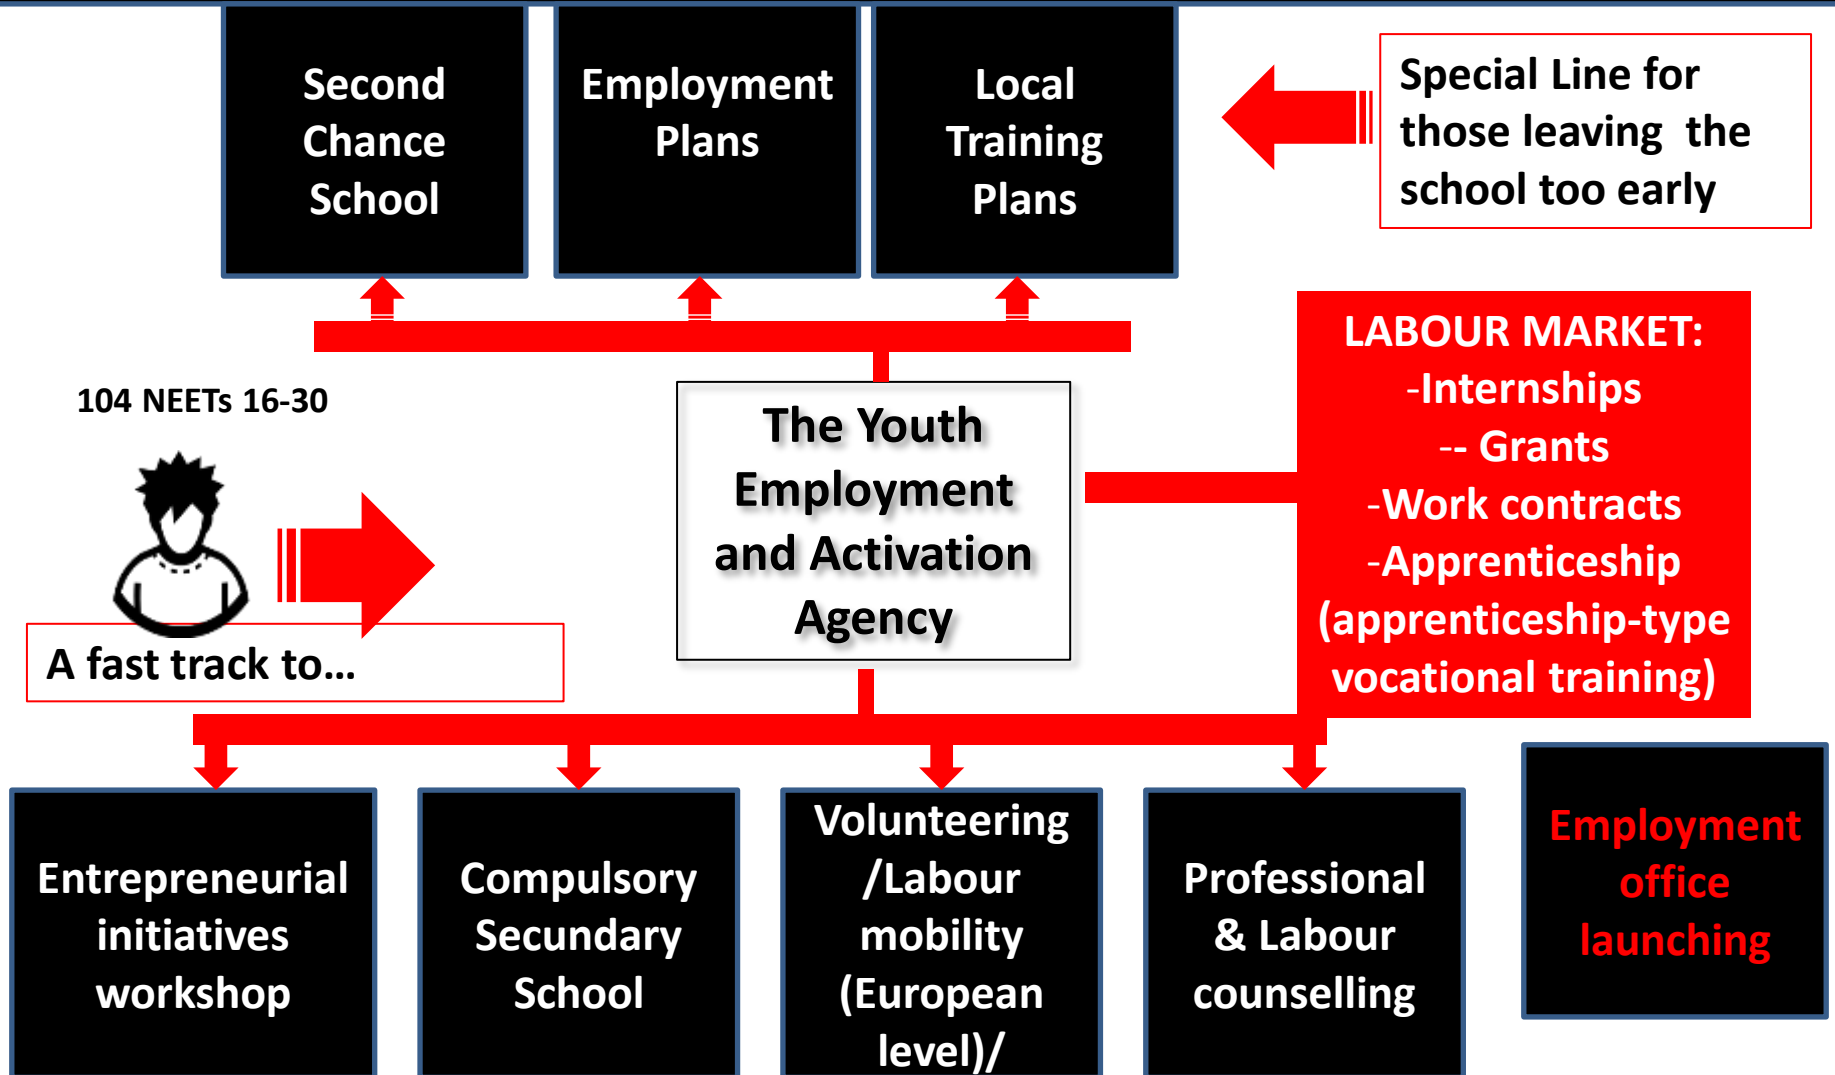 Second
Chance
School
Employment
Plans
Local
Training
Plans
Special Line for
those leaving  the
school too early
104 NEETs 16-30
A fast track to...
The Youth
Employment
and Activation
Agency
LABOUR MARKET:
-Internships
-- Grants
-Work contracts
-Apprenticeship
(apprenticeship-type
vocational training)
Entrepreneurial
initiatives
workshop
Compulsory
Secundary
School
Volunteering
/Labour
mobility
(European
level)/
Professional
& Labour
counselling
Employment
office
launching